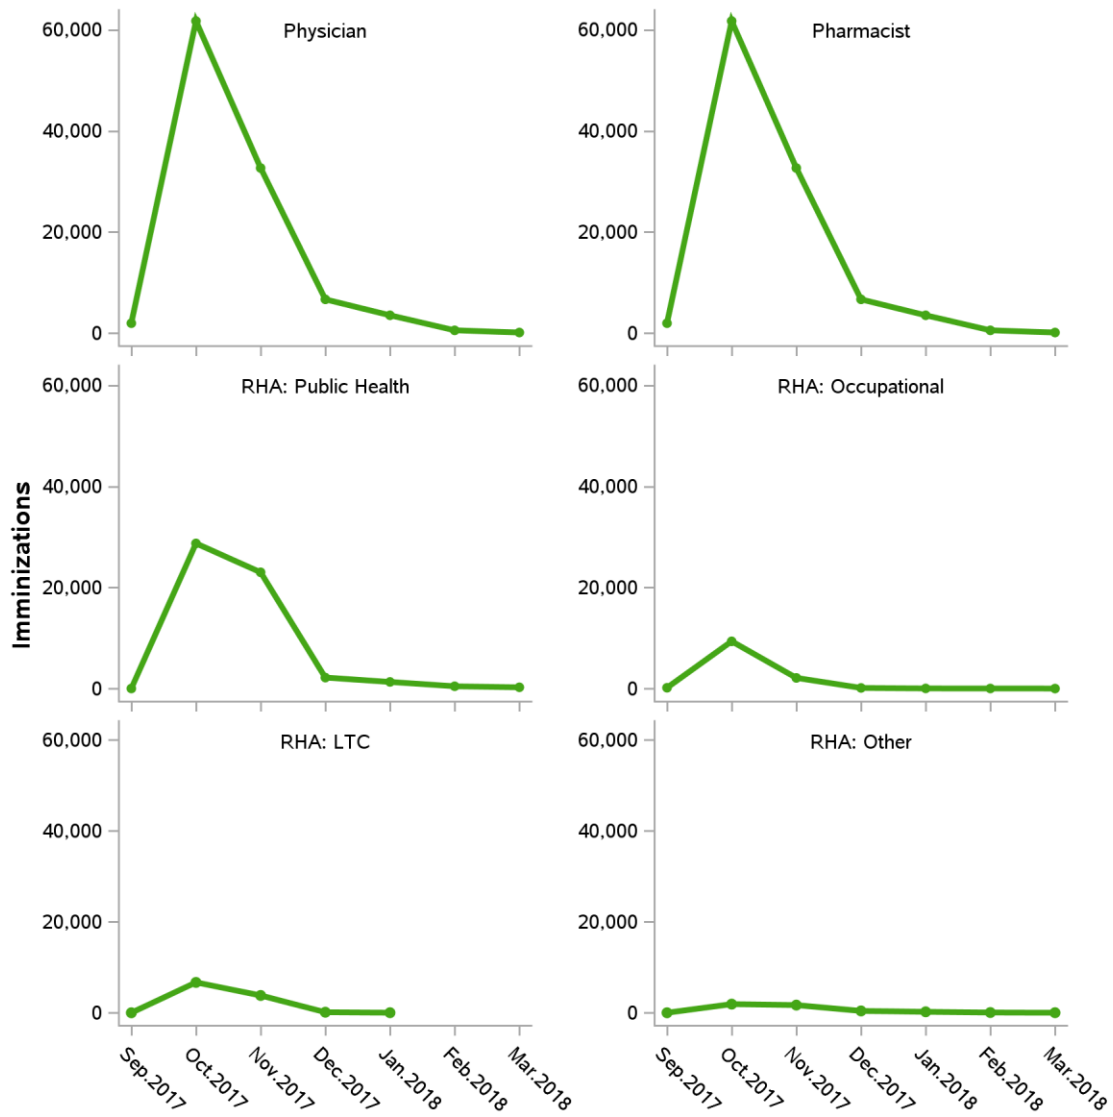 Physician
60,000
40,000
20,000
0
Pharmacist
60,000
40,000
20,000
0
RHA: Public Health
60,000
40,000
20,000
0
RHA: Occupational
60,000
40,000
20,000
0
RHA: LTC
60,000
40,000
20,000
0
Sep.2017
Oct.2017
Nov.2017
Dec.2017
Jan.2018
Feb.2018
Mar.2018
RHA: Other
60,000
40,000
20,000
0
Sep.2017
Oct.2017
Nov.2017
Dec.2017
Jan.2018
Feb.2018
Mar.2018
Imminizations